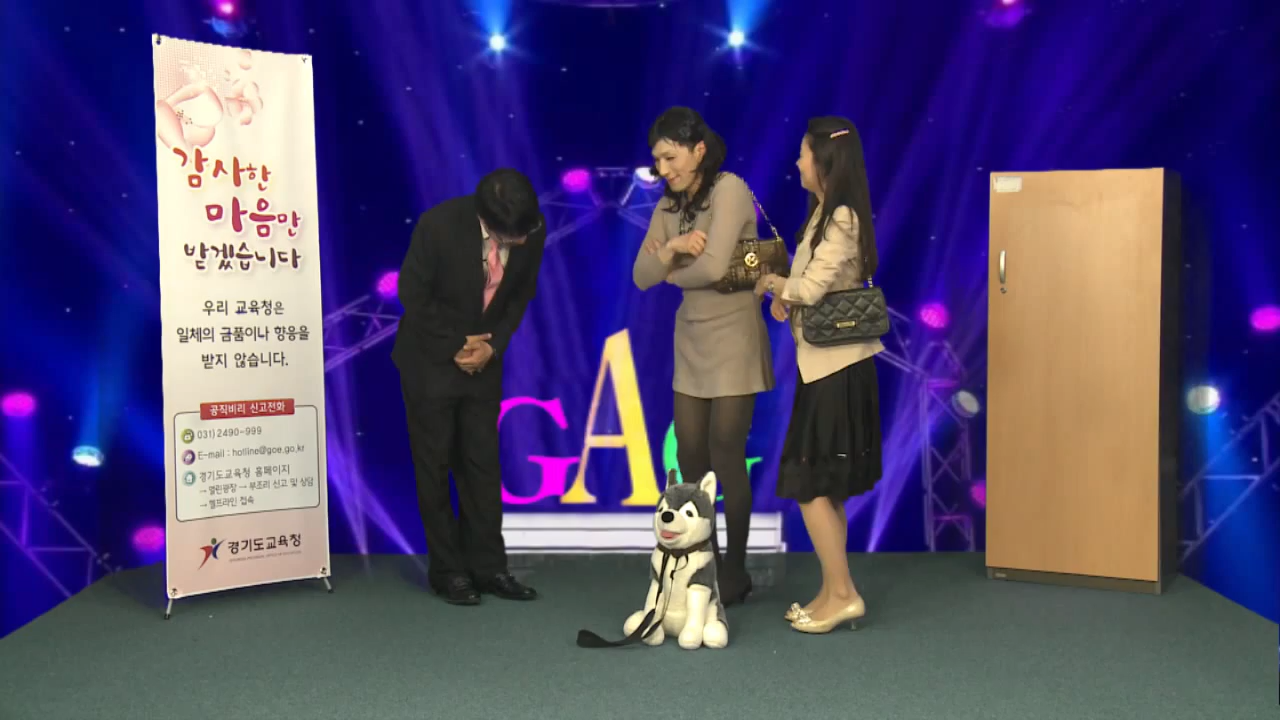 감사한
마음만
받겠습니다
우리 교육청은
일체의 금품이나 향응을
받지 않습니다.
공직비리 신고전화
031) 2490-999
E-mail : hotline@goe.go.kr
경기도교육청 홈페이지
→ 열린광장 → 부조리 신고 및 상담
→ 헬프라인 접속
경기도교육청
GAG